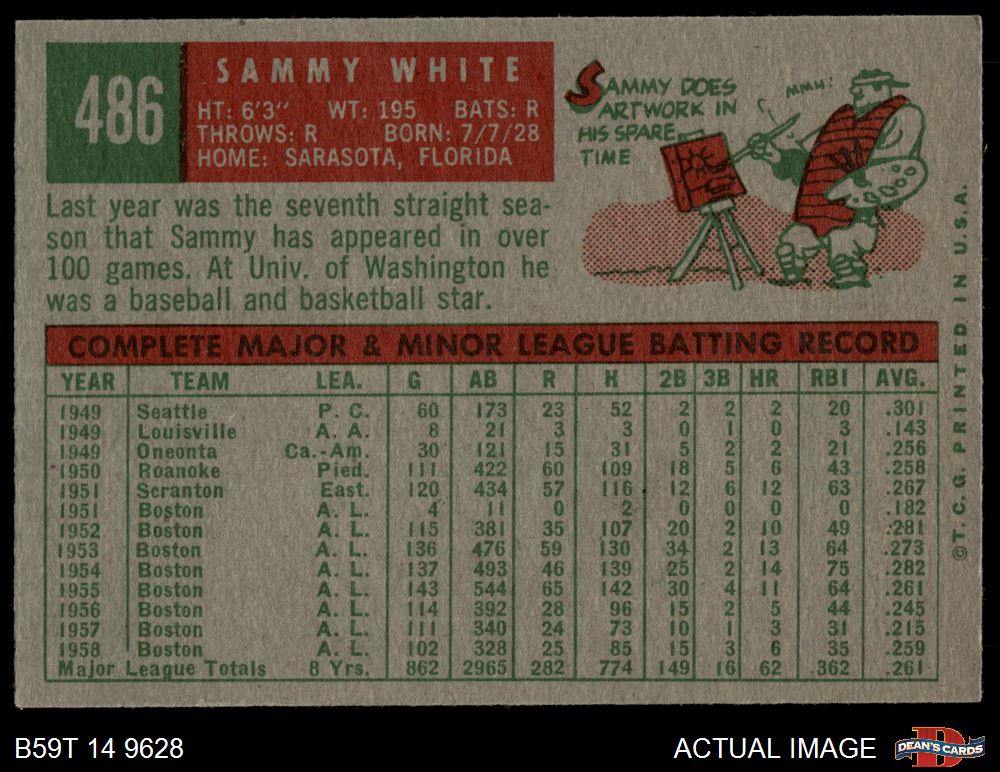 486
SAMMY WHITE
HT: 6'3" WT: 195 BATS: R
THROWS: R BORN: 7/7/28
HOME: SARASOTA, FLORIDA
SAMMY DOES
ARTWORK IN
HIS SPARE
TIME
MMM!
Last year was the seventh straight sea-
son that Sammy has appeared in over
100 games. At Univ. of Washington he
was a baseball and basketball star.
COMPLETE MAJOR & MINOR LEAGUE BATTING RECORD
YEAR TEAM LEA. G AB R H 2B 3B HR RBI AVG.
1949 Seattle P. C. 60 173 23 52 2 2 2 20 .301
1949 Louisville A. A. 8 21 3 3 0 1 0 3 .143
1949 Oneonta Ca.-Am. 30 121 15 31 5 2 2 21 .256
1950 Roanoke Pied. 111 422 60 109 18 5 6 43 .258
1951 Scranton East. 120 434 57 116 12 6 12 63 .267
1951 Boston A. L. 4 11 0 2 0 0 0 0 .182
1952 Boston A. L. 115 381 35 107 20 2 10 49 .281
1953 Boston A. L. 136 476 59 130 34 2 13 64 .273
1954 Boston A. L. 137 493 46 139 25 2 14 75 .282
1955 Boston A. L. 143 544 65 142 30 4 11 64 .261
1956 Boston A. L. 114 392 28 96 15 2 5 44 .245
1957 Boston A. L. 111 340 24 73 10 1 3 31 .215
1958 Boston A. L. 102 328 25 85 15 3 6 35 .259
Major League Totals 8 Yrs. 862 2965 282 774 149 16 62 362 .261
©T. C. G. PRINTED IN U.S.A.
B59T 14 9628
ACTUAL IMAGE
D
DEAN'S CARDS